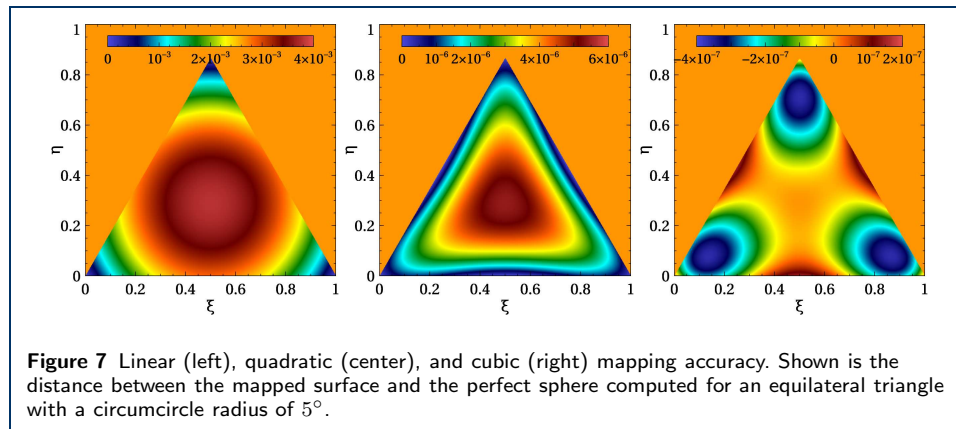 0 10⁻³ 2×10⁻³ 3×10⁻³ 4×10⁻³
0 10⁻⁶ 2×10⁻⁶ 4×10⁻⁶ 6×10⁻⁶
−4×10⁻⁷ −2×10⁻⁷ 0 10⁻⁷ 2×10⁻⁷
1
0.8
0.6
η
0.4
0.2
0
0 0.2 0.4 0.6 0.8 1
ξ
1
0.8
0.6
η
0.4
0.2
0
0 0.2 0.4 0.6 0.8 1
ξ
1
0.8
0.6
η
0.4
0.2
0
0 0.2 0.4 0.6 0.8 1
ξ
Figure 7 Linear (left), quadratic (center), and cubic (right) mapping accuracy. Shown is the
distance between the mapped surface and the perfect sphere computed for an equilateral triangle
with a circumcircle radius of 5°.